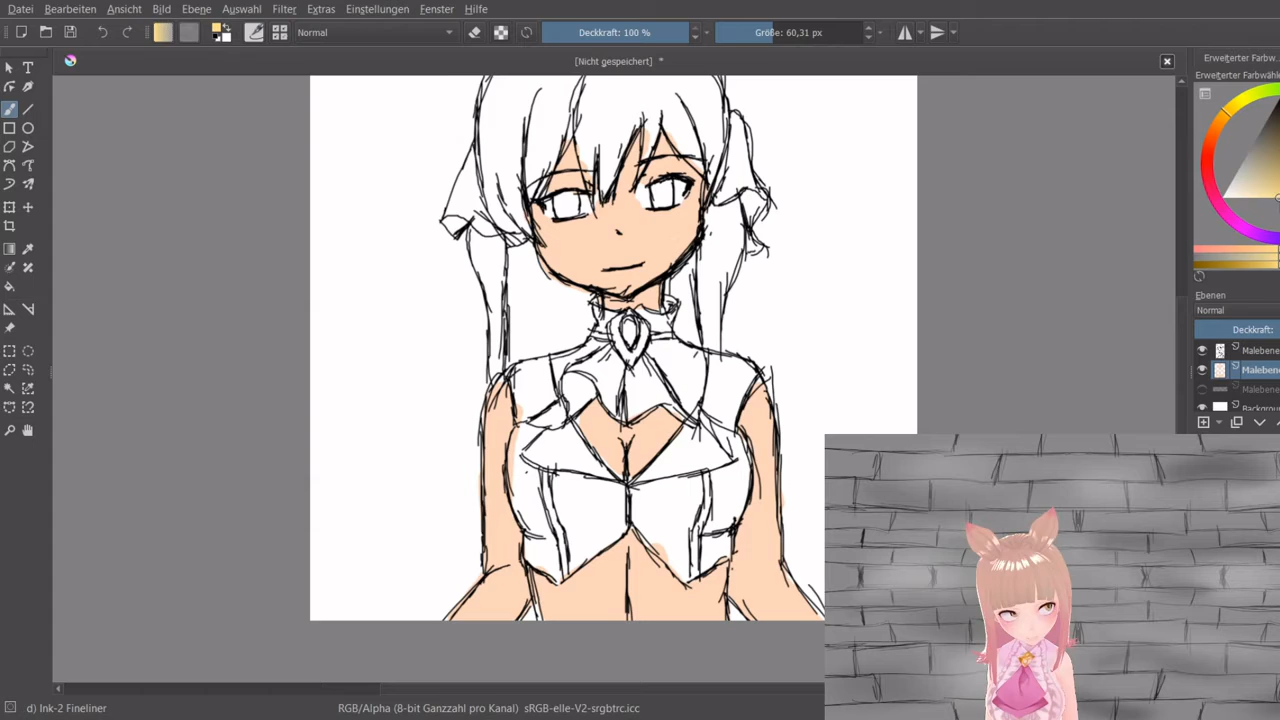 Datei Bearbeiten Ansicht Bild Ebene Auswahl Filter Extras Einstellungen Fenster Hilfe
Normal Deckkraft: 100 % Größe: 60,31 px
[Nicht gespeichert] *
Erweiterter Farbw...
Erweiterter Farbwähle
Ebenen
Normal
Deckkraft:
Malebene
Malebene
Malebene
Background
d) Ink-2 Fineliner RGB/Alpha (8-bit Ganzzahl pro Kanal) sRGB-elle-V2-srgbtrc.icc